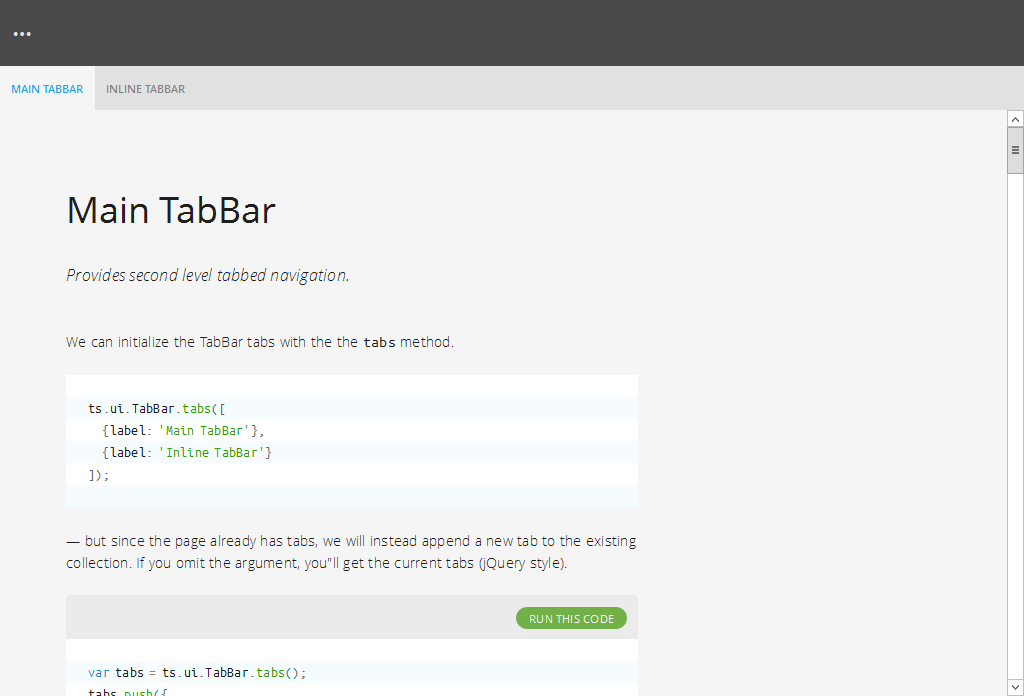 MAIN TABBAR INLINE TABBAR
Main TabBar
Provides second level tabbed navigation.
We can initialize the TabBar tabs with the the tabs method.
ts.ui.TabBar.tabs([
{label: 'Main TabBar'},
{label: 'Inline TabBar'}
]);
— but since the page already has tabs, we will instead append a new tab to the existing
collection. If you omit the argument, you"ll get the current tabs (jQuery style).
RUN THIS CODE
var tabs = ts.ui.TabBar.tabs();
tabs.push({